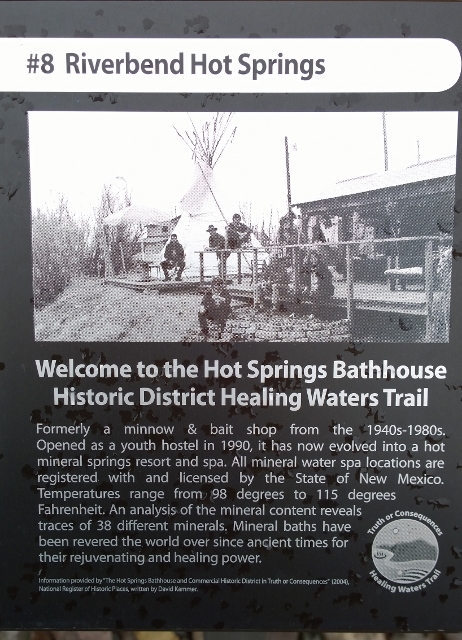 #8 Riverbend Hot Springs
Welcome to the Hot Springs Bathhouse
Historic District Healing Waters Trail
Formerly a minnow & bait shop from the 1940s-1980s.
Opened as a youth hostel in 1990, it has now evolved into a hot
mineral springs resort and spa. All mineral water spa locations are
registered with and licensed by the State of New Mexico.
Temperatures range from 98 degrees to 115 degrees
Fahrenheit. An analysis of the mineral content reveals
traces of 38 different minerals. Mineral baths have
been revered the world over since ancient times for
their rejuvenating and healing power.
Truth or Consequences
Healing Waters Trail
Information provided by "The Hot Springs Bathhouse and Commercial Historic District in Truth or Consequences" (2004),
National Register of Historic Places, written by David Kammer.